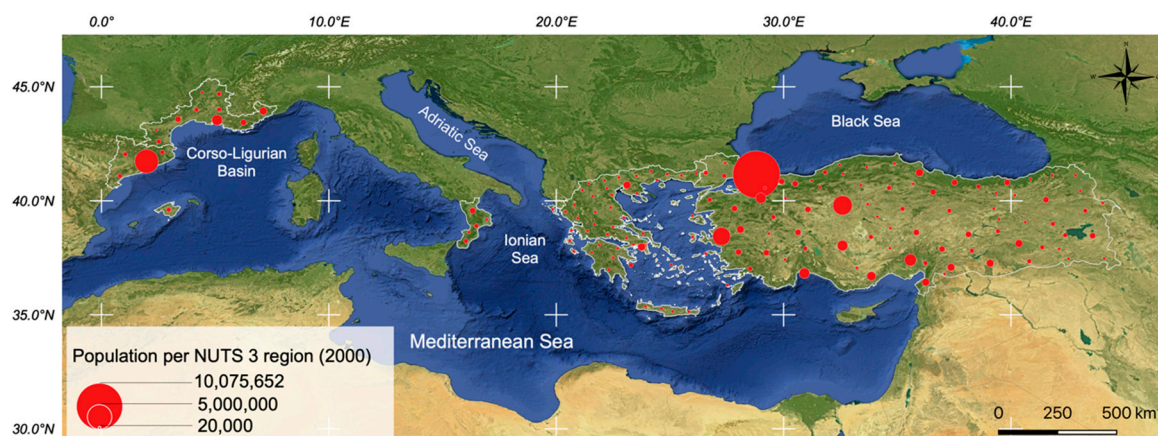 0.0° 10.0°E 20.0°E 30.0°E 40.0°E
N
W E
S
45.0°N
Adriatic Sea
Black Sea
Corso-Ligurian
Basin
40.0°N
Ionian
Sea
35.0°N
Mediterranean Sea
Population per NUTS 3 region (2000)
10,075,652
5,000,000
20,000
30.0°N
0 250 500 km